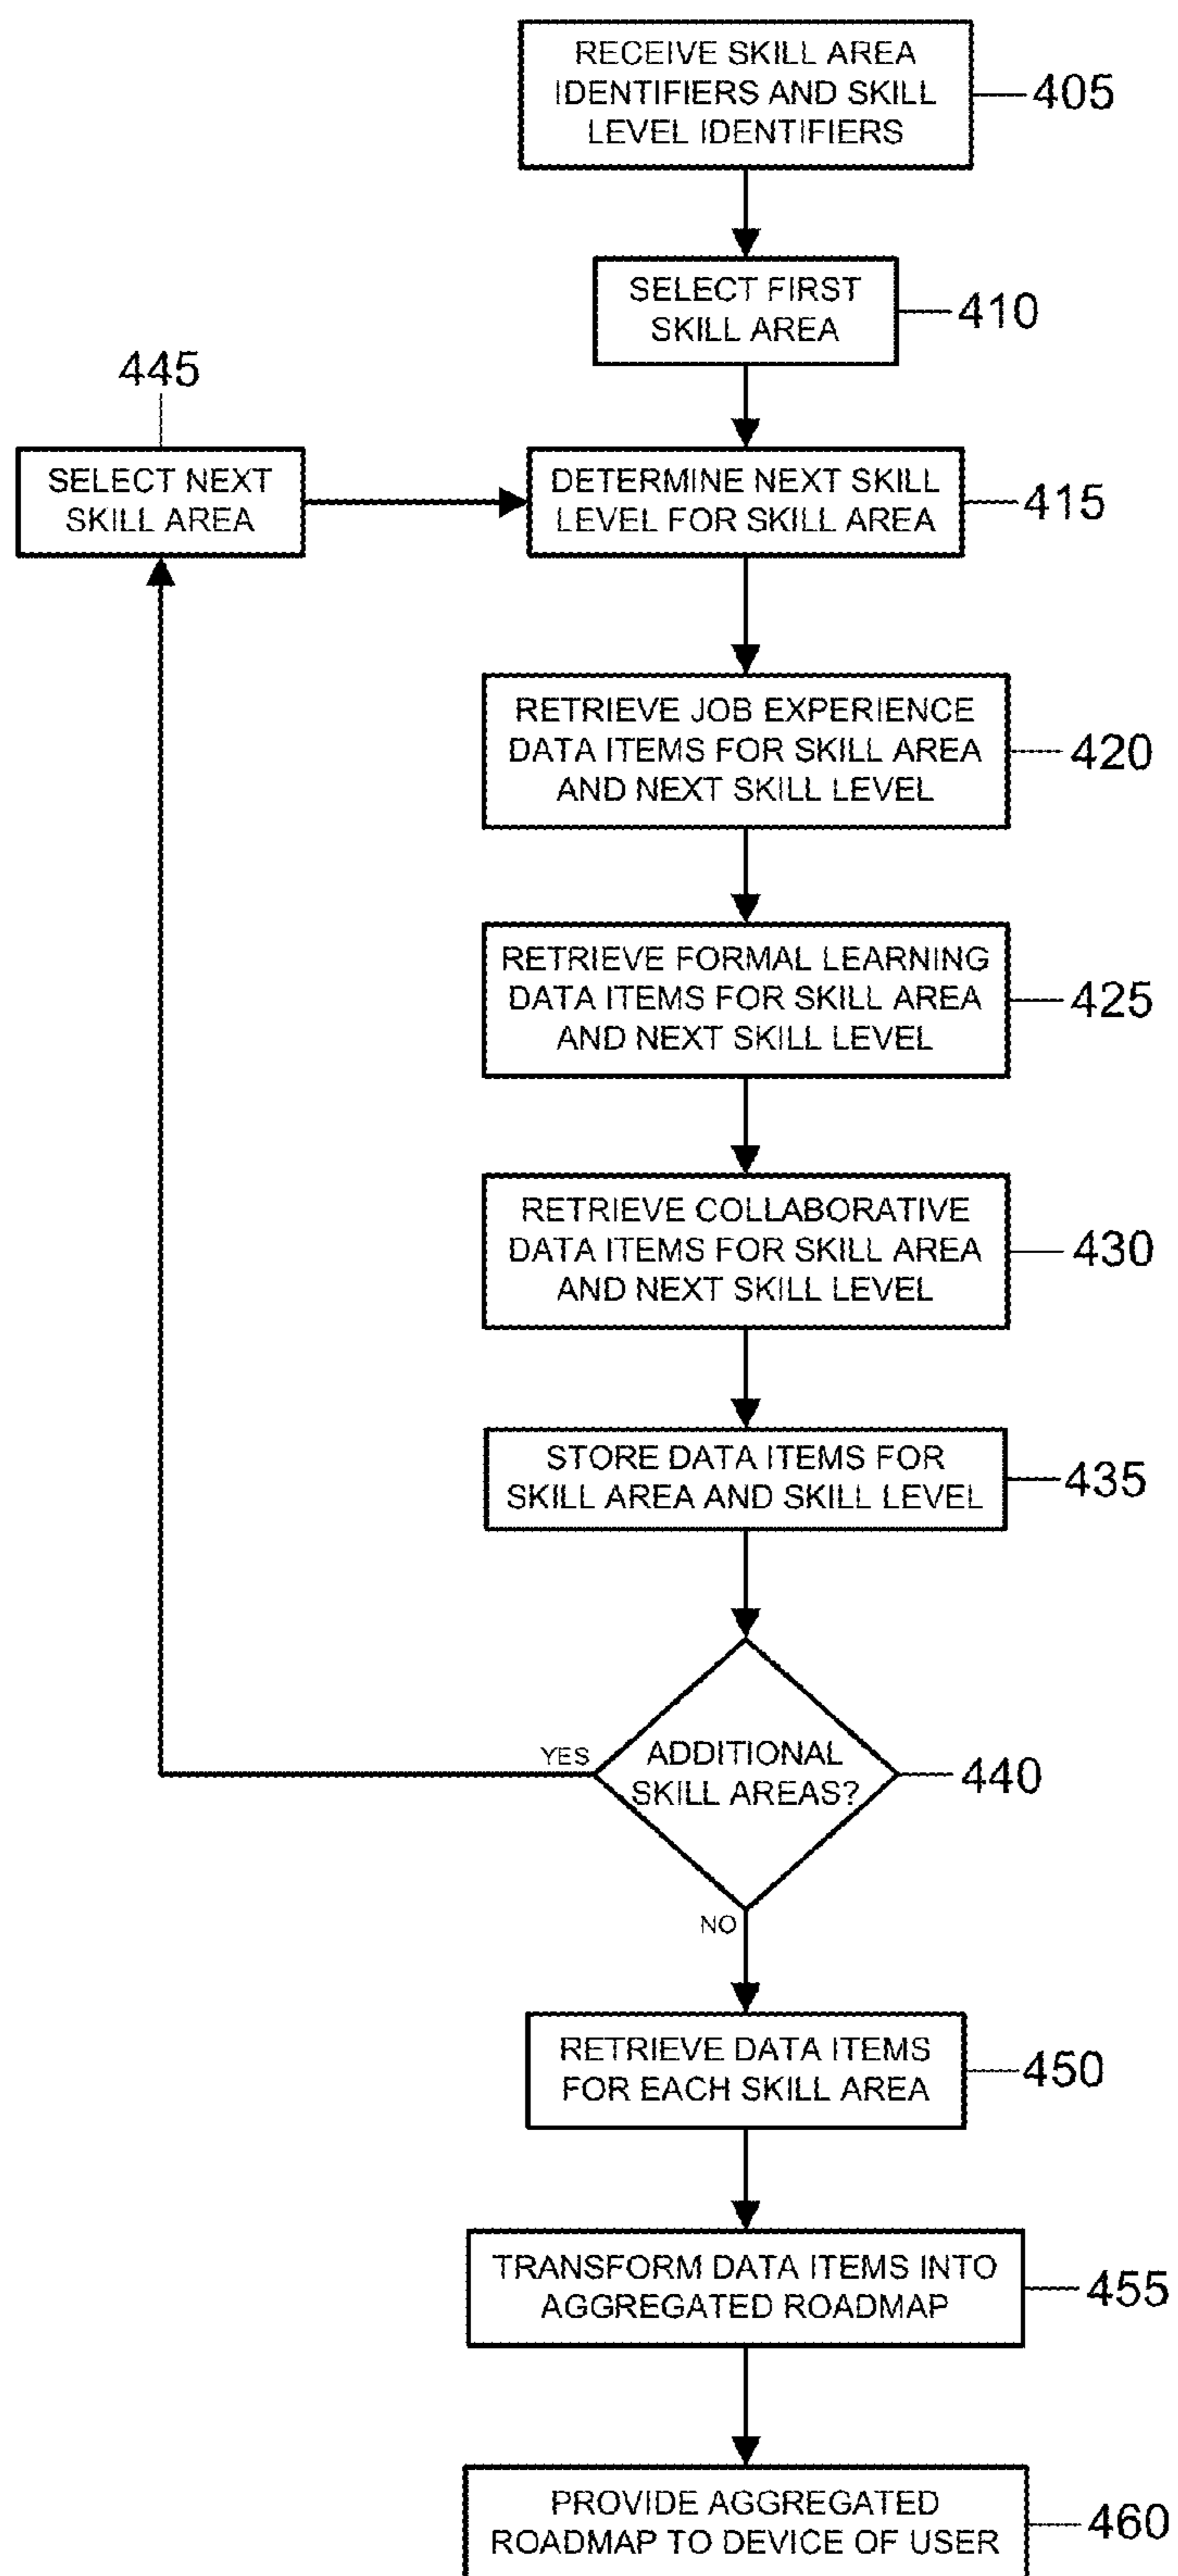 RECEIVE SKILL AREA
IDENTIFIERS AND SKILL
LEVEL IDENTIFIERS
405
SELECT FIRST
SKILL AREA
410
445
SELECT NEXT
SKILL AREA
DETERMINE NEXT SKILL
LEVEL FOR SKILL AREA
415
RETRIEVE JOB EXPERIENCE
DATA ITEMS FOR SKILL AREA
AND NEXT SKILL LEVEL
420
RETRIEVE FORMAL LEARNING
DATA ITEMS FOR SKILL AREA
AND NEXT SKILL LEVEL
425
RETRIEVE COLLABORATIVE
DATA ITEMS FOR SKILL AREA
AND NEXT SKILL LEVEL
430
STORE DATA ITEMS FOR
SKILL AREA AND SKILL LEVEL
435
YES
ADDITIONAL
SKILL AREAS?
440
NO
RETRIEVE DATA ITEMS
FOR EACH SKILL AREA
450
TRANSFORM DATA ITEMS INTO
AGGREGATED ROADMAP
455
PROVIDE AGGREGATED
ROADMAP TO DEVICE OF USER
460